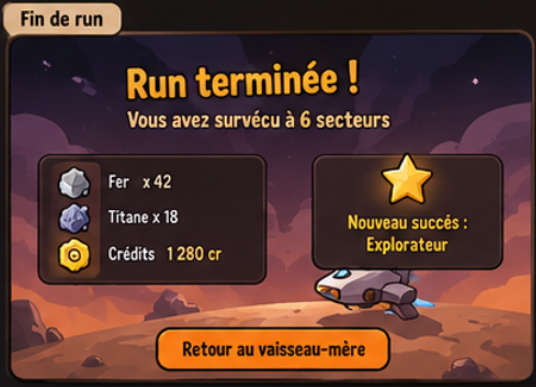 Fin de run
Run terminée !
Vous avez survécu à 6 secteurs
Fer x 42
Titane x 18
Crédits 1 280 cr
Nouveau succés :
Explorateur
Retour au vaisseau-mère